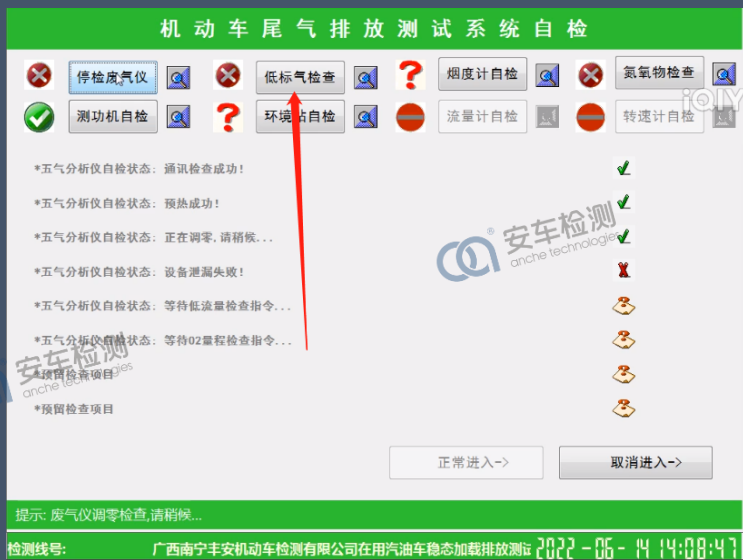 机动车尾气排放测试系统自检
停检废气仪 低标气检查 烟度计自检 氮氧物检查
iQIY
测功机自检 环境站自检 流量计自检 转速计自检
*五气分析仪自检状态: 通讯检查成功!
*五气分析仪自检状态: 预热成功!
*五气分析仪自检状态: 正在调零,请稍候...
安车检测
anche technologies
*五气分析仪自检状态: 设备泄漏失败!
*五气分析仪自检状态: 等待低流量检查指令...
*五气分析仪自检状态: 等待O2量程检查指令...
安车检测
anche technologies
*预留检查项目
*预留检查项目
正常进入-> 取消进入->
提示: 废气仪调零检查,请稍候...
检测线号: 广西南宁丰安机动车检测有限公司在用汽油车稳态加载排放测试 2022-06-14 14:08:47